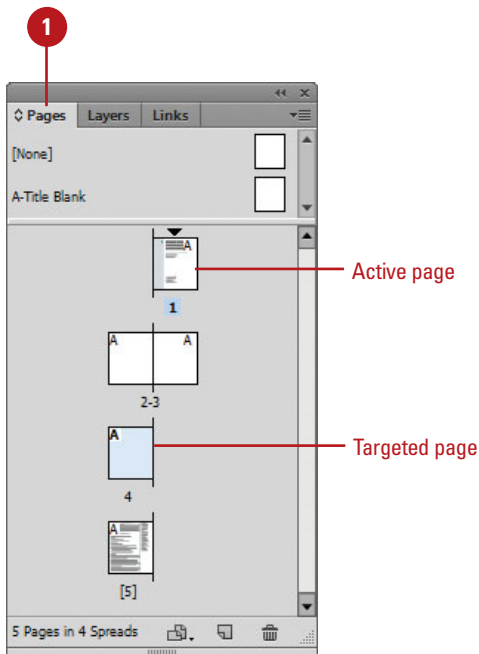 1
Pages Layers Links
[None]
A-Title Blank
A
Active page
1
A A
2-3
A
Targeted page
4
A
[5]
5 Pages in 4 Spreads